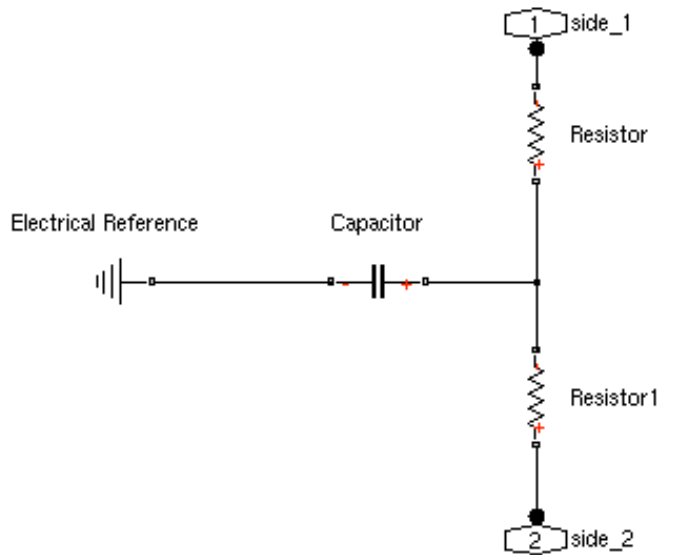 1 side_1
Resistor
Electrical Reference
Capacitor
Resistor1
2 side_2